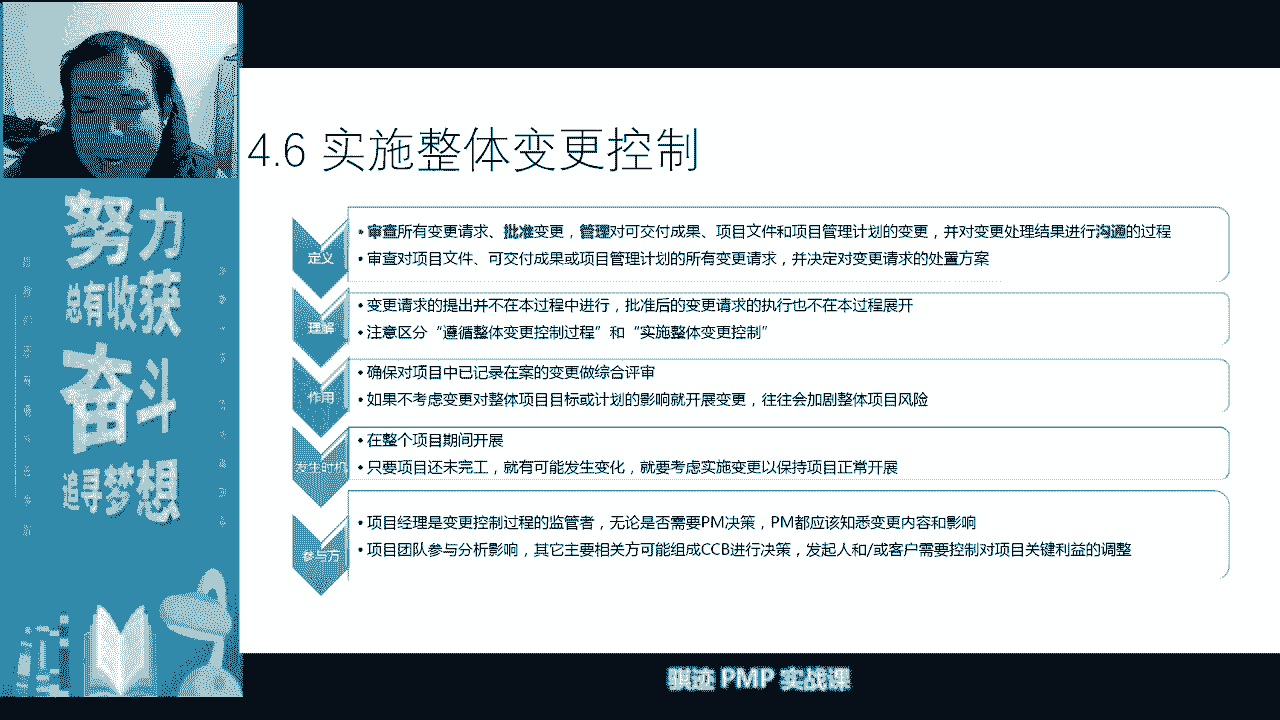 4.6 实施整体变更控制
努力
总有收获
奋斗
追寻梦想
定义
• 审查所有变更请求、批准变更，管理对可交付成果、项目文件和项目管理计划的变更，并对变更处理结果进行沟通的过程
• 审查对项目文件、可交付成果或项目管理计划的所有变更请求，并决定对变更请求的处置方案
理解
• 变更请求的提出并不在本过程中进行，批准后的变更请求的执行也不在本过程展开
• 注意区分“遵循整体变更控制过程”和“实施整体变更控制”
作用
• 确保对项目中已记录在案的变更做综合评审
• 如果不考虑变更对整体项目目标或计划的影响就开展变更，往往会加剧整体项目风险
发生时机
• 在整个项目期间开展
• 只要项目还未完工，就有可能发生变化，就要考虑实施变更以保持项目正常开展
参与方
• 项目经理是变更控制过程的监管者，无论是否需要PM决策，PM都应该知悉变更内容和影响
• 项目团队参与分析影响，其它主要相关方可能组成CCB进行决策，发起人和/或客户需要控制对项目关键利益的调整
骐迹 PMP 实战课